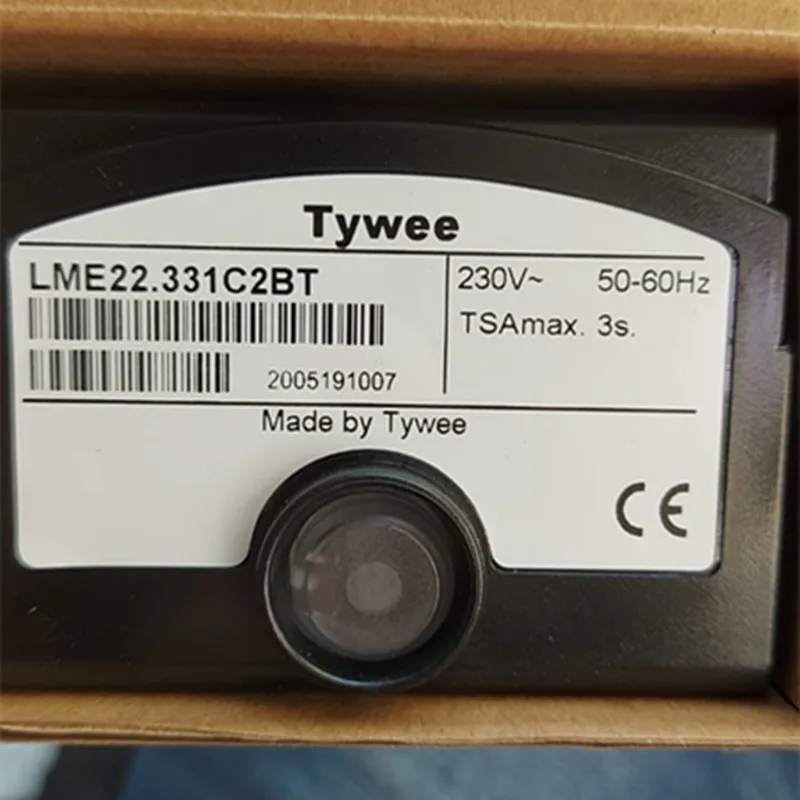 Tywee
LME22.331C2BT
230V~ 50-60Hz
TSAmax. 3s.
2005191007
Made by Tywee
CE